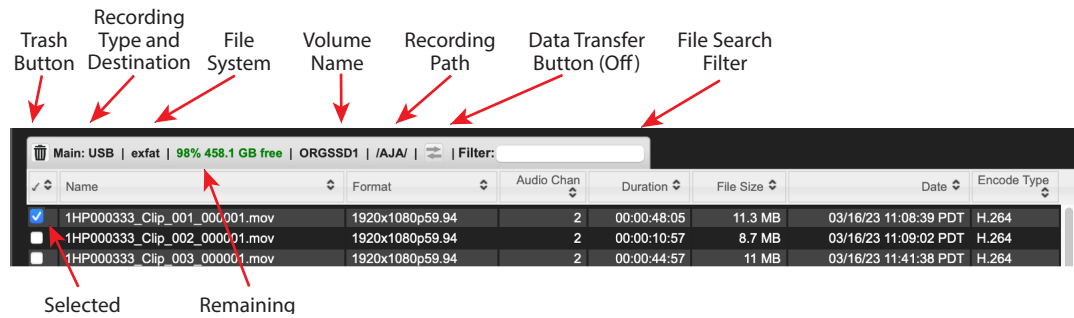 Recording
Trash Type and File Volume Recording Data Transfer File Search
Button Destination System Name Path Button (Off) Filter
Main: USB | exfat | 98% 458.1 GB free | ORGSSD1 | /AJA/ | | Filter:
✓ Name Format Audio Chan Duration File Size Date Encode Type
1HP000333_Clip_001_000001.mov 1920x1080p59.94 2 00:00:48:05 11.3 MB 03/16/23 11:08:39 PDT H.264
1HP000333_Clip_002_000001.mov 1920x1080p59.94 2 00:00:10:57 8.7 MB 03/16/23 11:09:02 PDT H.264
1HP000333_Clip_003_000001.mov 1920x1080p59.94 2 00:00:44:57 11 MB 03/16/23 11:41:38 PDT H.264
Selected Remaining